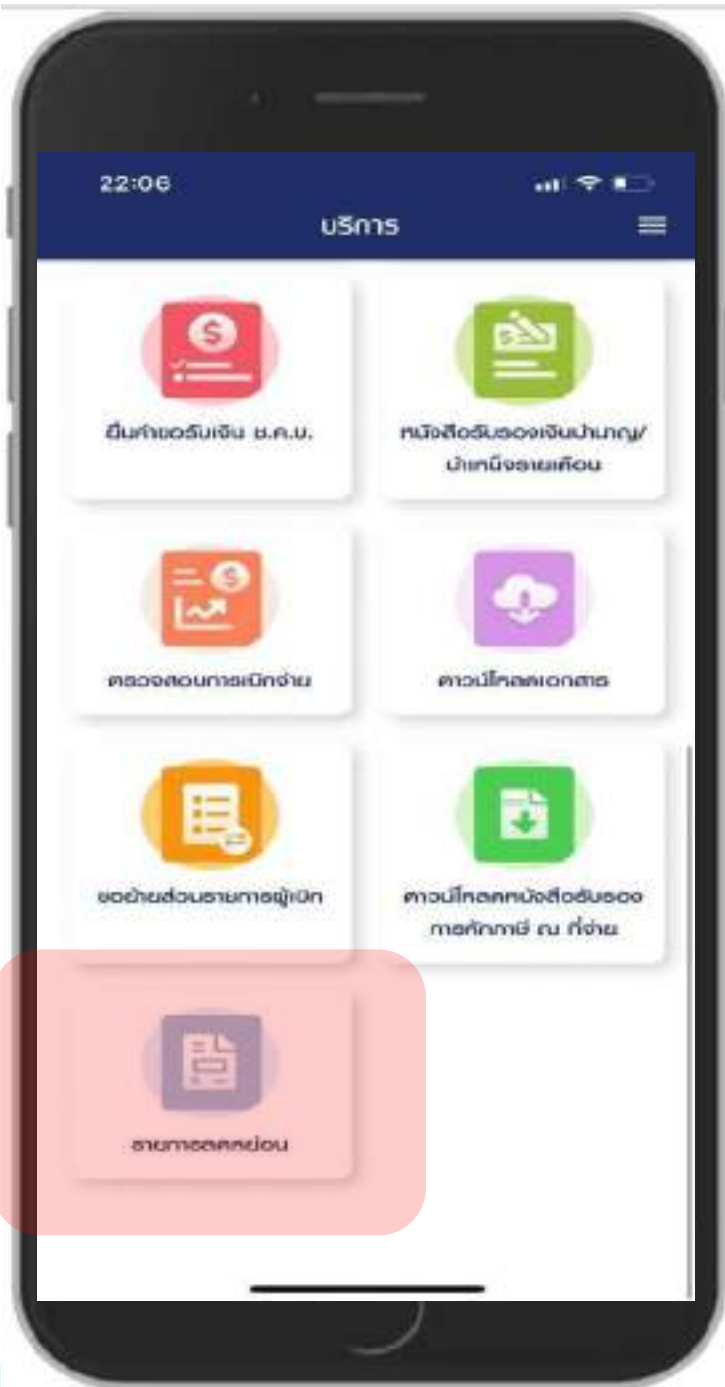 22:06
บริการ
ยื่นคำขอรับเงิน ช.ค.บ.
หนังสือรับรองเงินบำนาญ/
บำเหน็จรายเดือน
ตรวจสอบการเบิกจ่าย
ดาวน์โหลดเอกสาร
ขอย้ายส่วนราชการผู้เบิก
ดาวน์โหลดหนังสือรับรอง
การหักภาษี ณ ที่จ่าย
รายการลดหย่อน